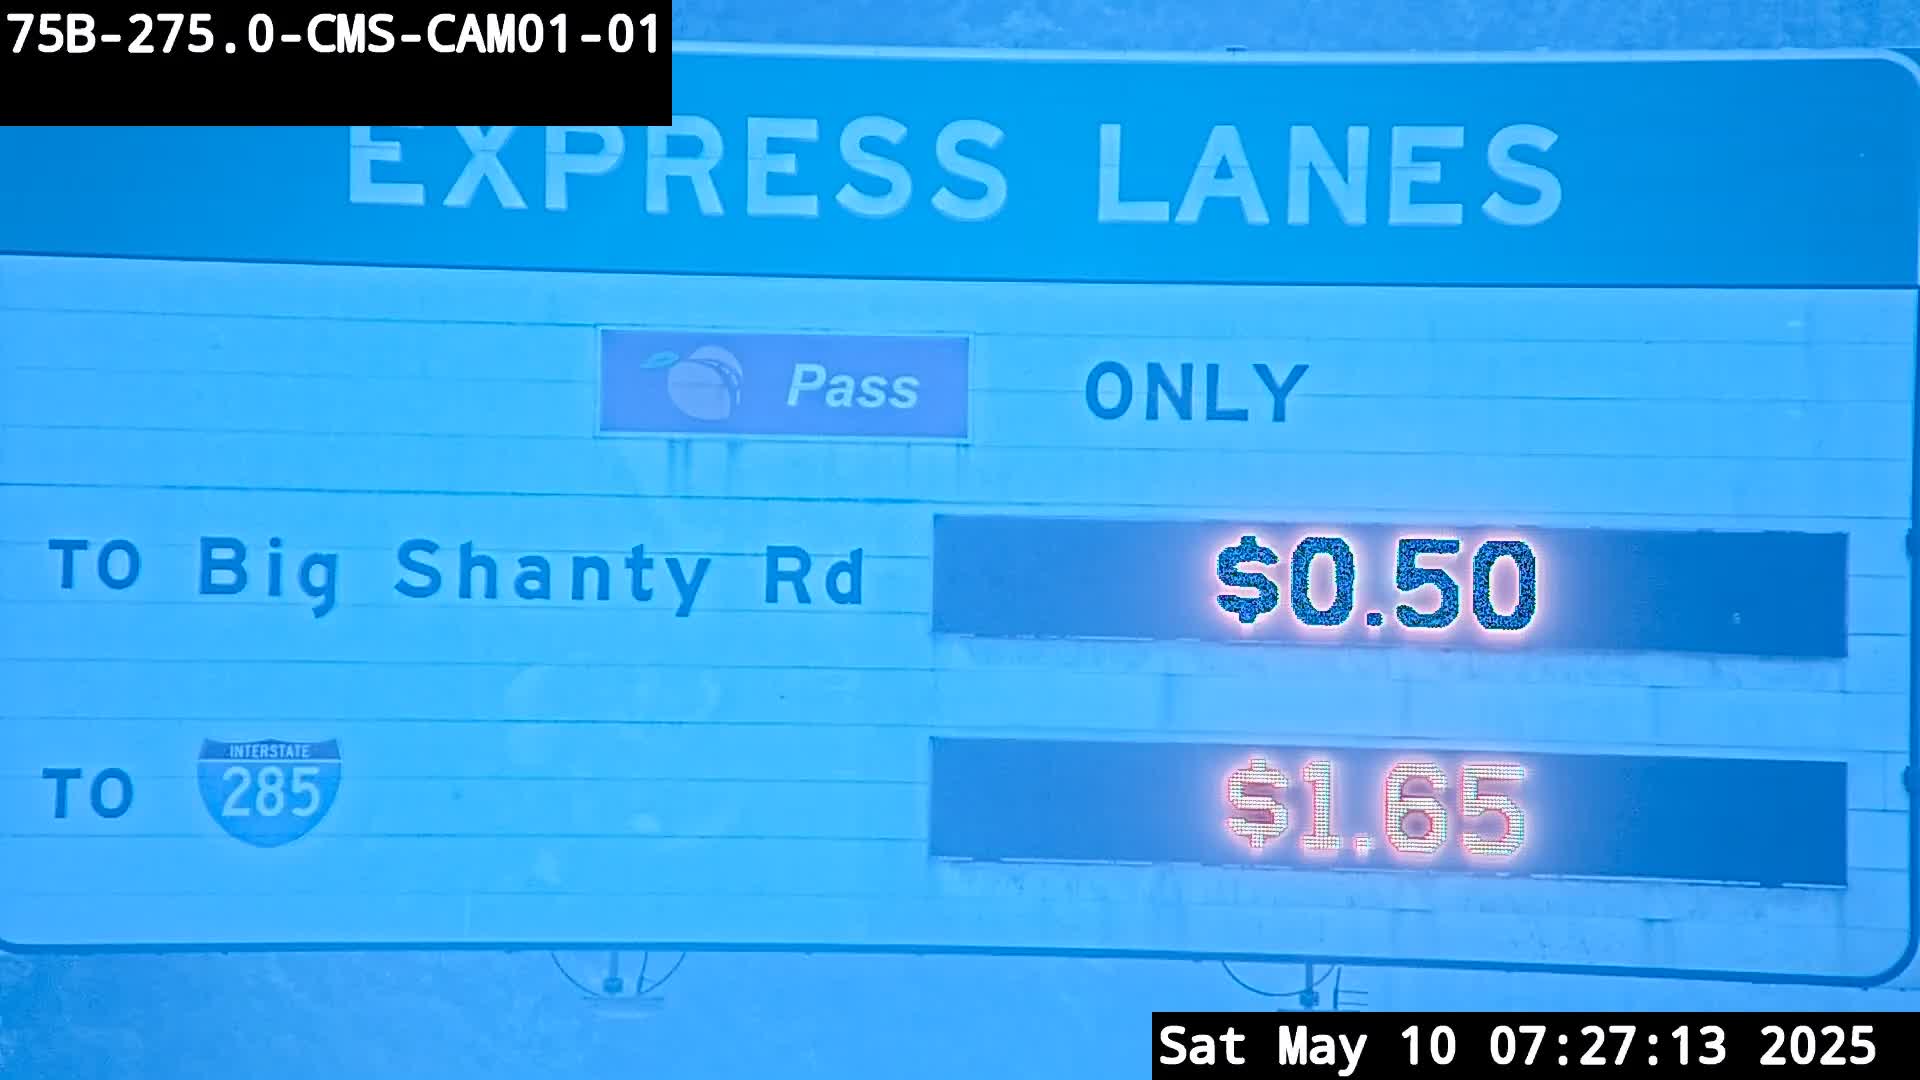 75B-275.0-CMS-CAM01-01
EXPRESS LANES
Pass ONLY
TO Big Shanty Rd $0.50
INTERSTATE
TO 285 $1.65
Sat May 10 07:27:13 2025